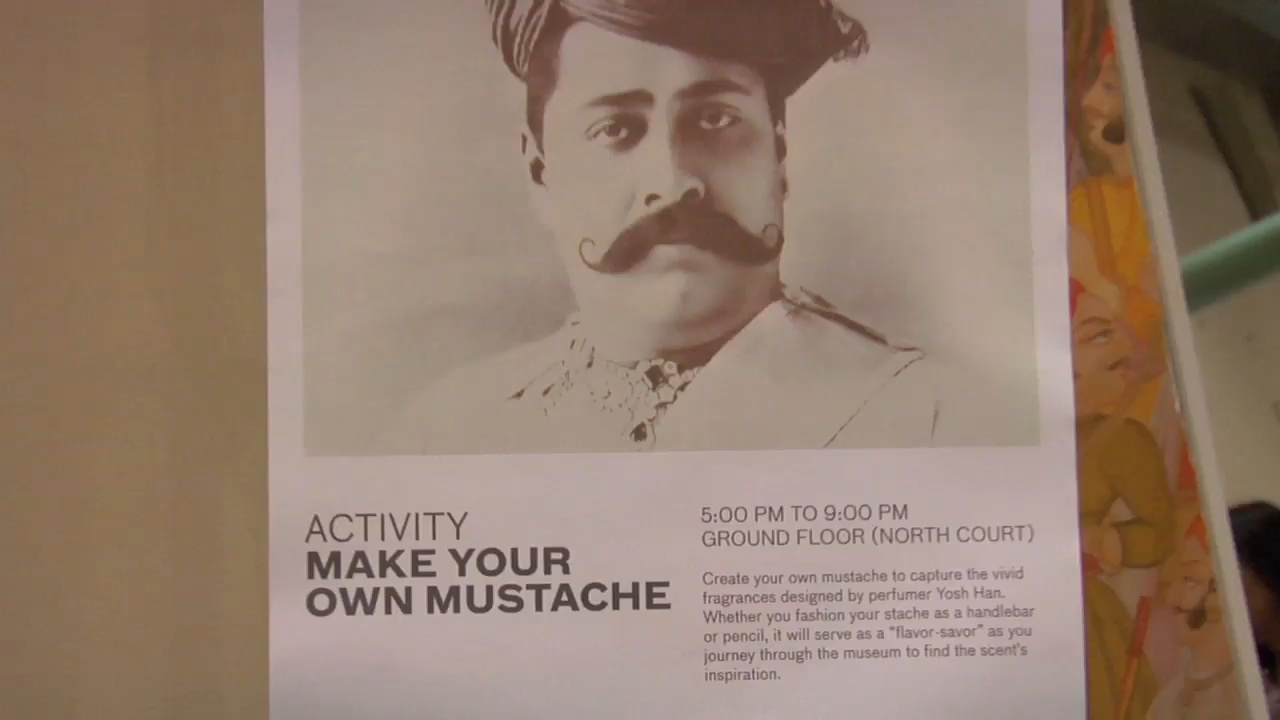 ACTIVITY
MAKE YOUR
OWN MUSTACHE
5:00 PM TO 9:00 PM
GROUND FLOOR (NORTH COURT)
Create your own mustache to capture the vivid
fragrances designed by perfumer Yosh Han.
Whether you fashion your stache as a handlebar
or pencil, it will serve as a "flavor-savor" as you
journey through the museum to find the scent's
inspiration.